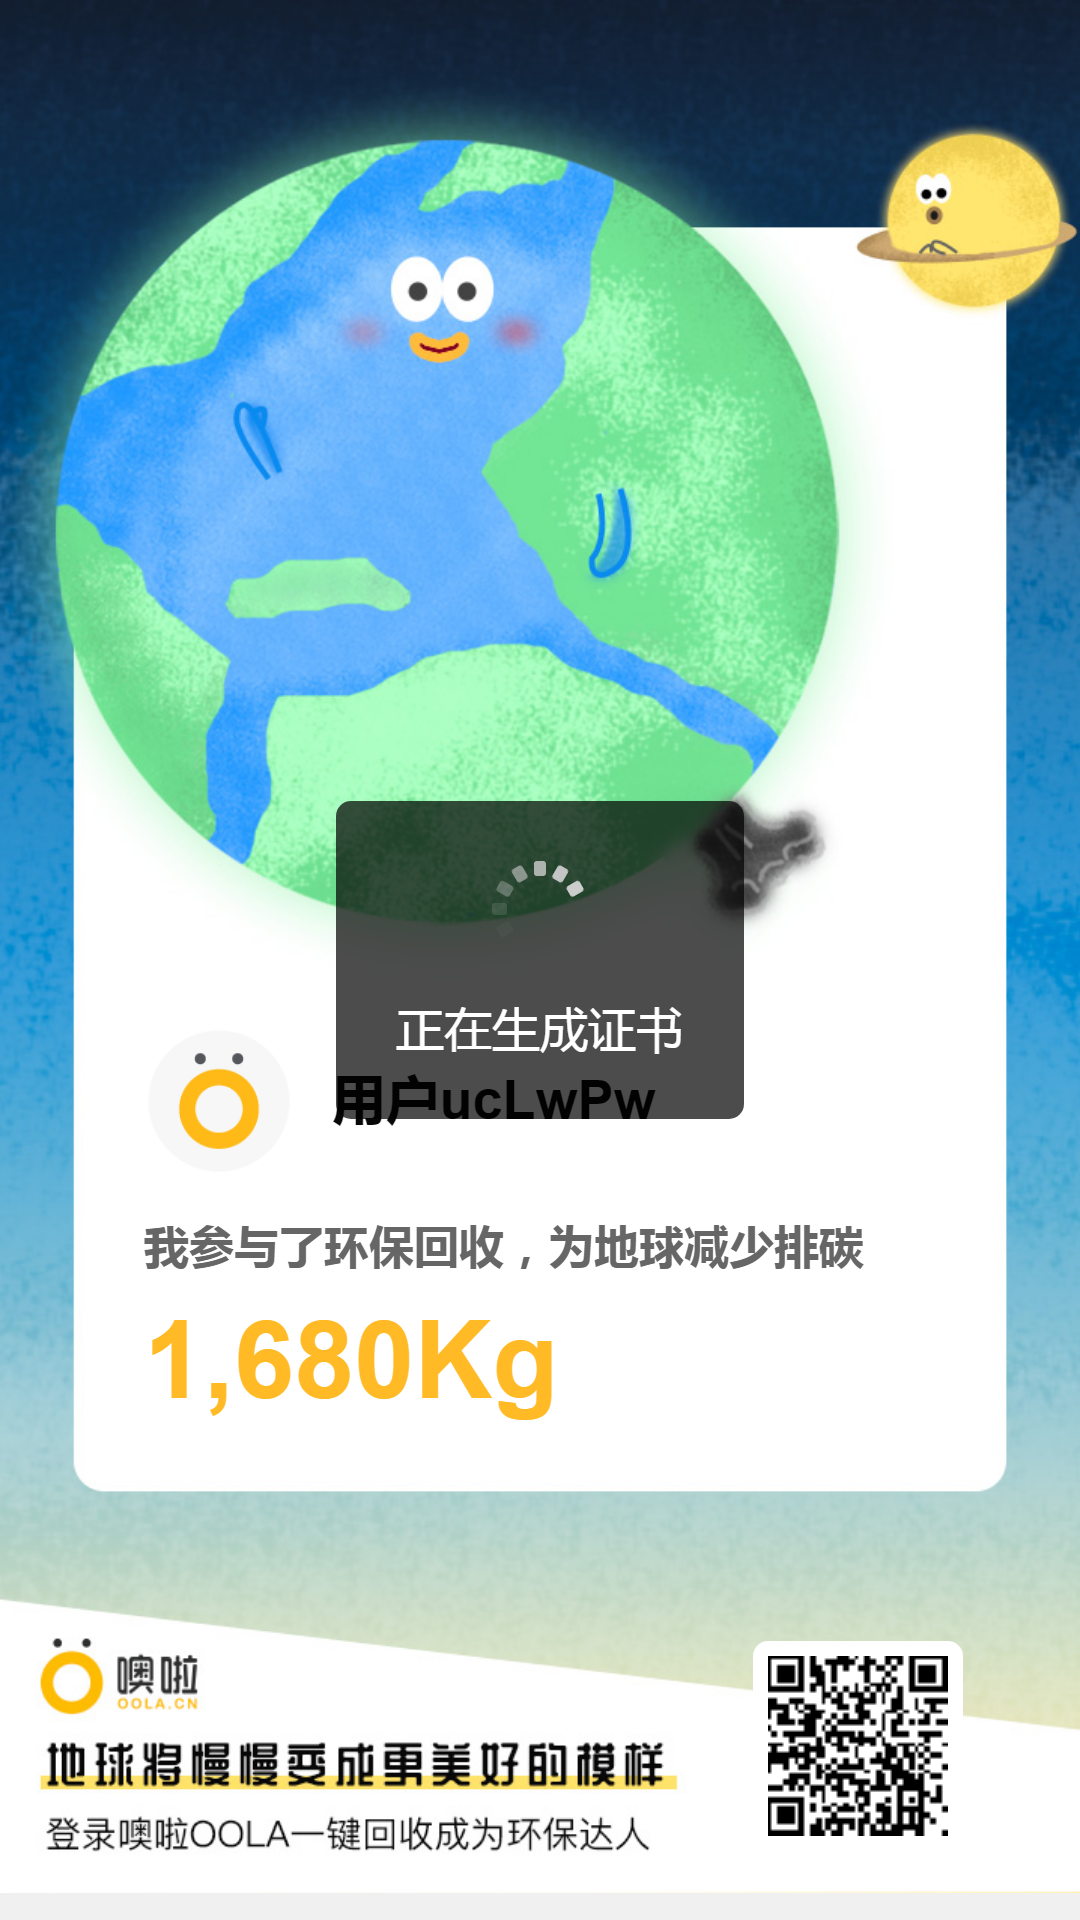 正在生成证书
用户ucLwPw
我参与了环保回收，为地球减少排碳
1,680Kg
噢啦
OOLA.CN
地球将慢慢变成更美好的模样
登录噢啦OOLA一键回收成为环保达人